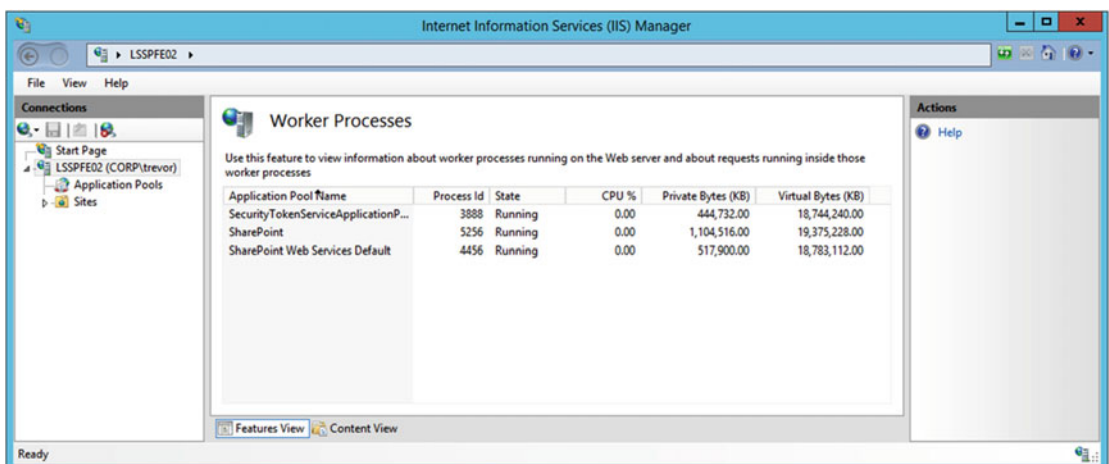 Internet Information Services (IIS) Manager
LSSPFE02
File View Help
Connections
Start Page
LSSPFE02 (CORP\trevor)
Application Pools
Sites
Worker Processes
Use this feature to view information about worker processes running on the Web server and about requests running inside those
worker processes
Application Pool Name Process Id State CPU % Private Bytes (KB) Virtual Bytes (KB)
SecurityTokenServiceApplicationP... 3888 Running 0.00 444,732.00 18,744,240.00
SharePoint 5256 Running 0.00 1,104,516.00 19,375,228.00
SharePoint Web Services Default 4456 Running 0.00 517,900.00 18,783,112.00
Features View Content View
Actions
Help
Ready